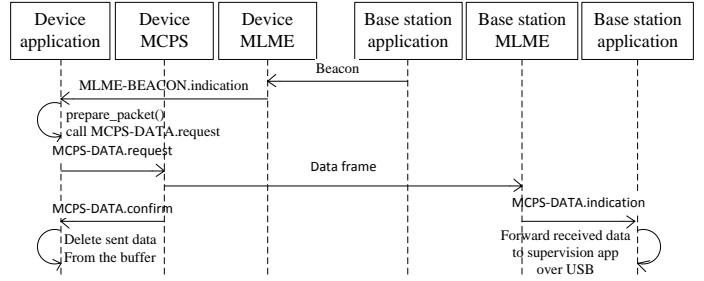 Device
application
Device
MCPS
Device
MLME
Base station
application
Base station
MLME
Base station
application
Beacon
MLME-BEACON.indication
prepare_packet()
call MCPS-DATA.request
MCPS-DATA.request
Data frame
MCPS-DATA.confirm
MCPS-DATA.indication
Delete sent data
From the buffer
Forward received data
to supervision app
over USB